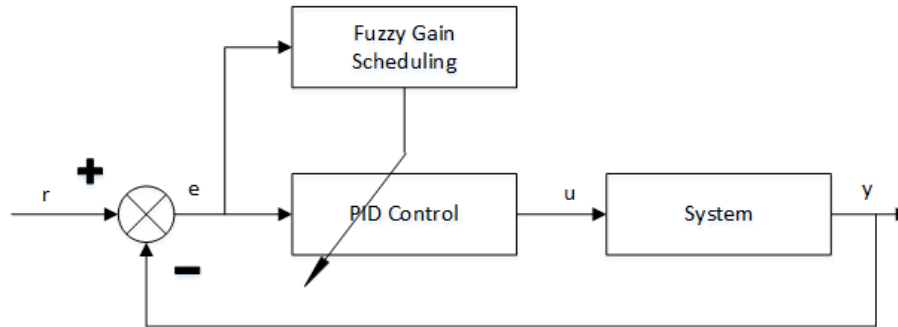 Fuzzy Gain
Scheduling
+
r
e
PID Control
u
System
y
−